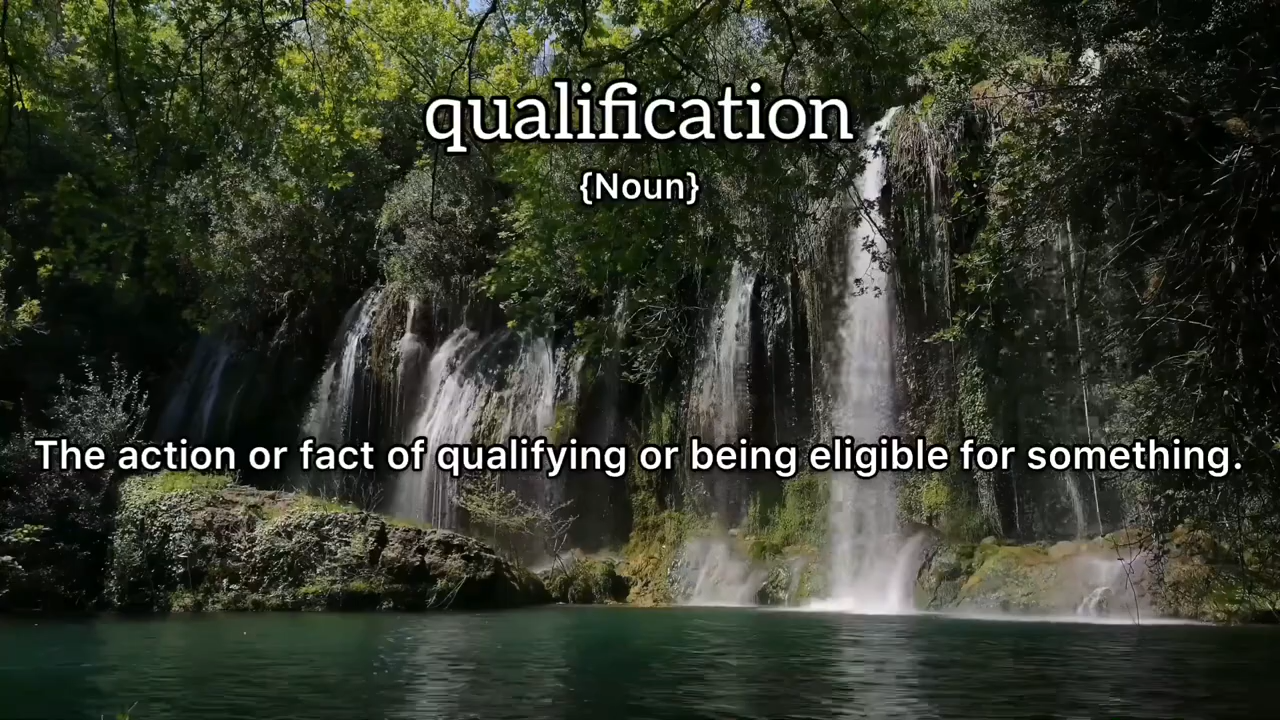 qualification
{Noun}
The action or fact of qualifying or being eligible for something.